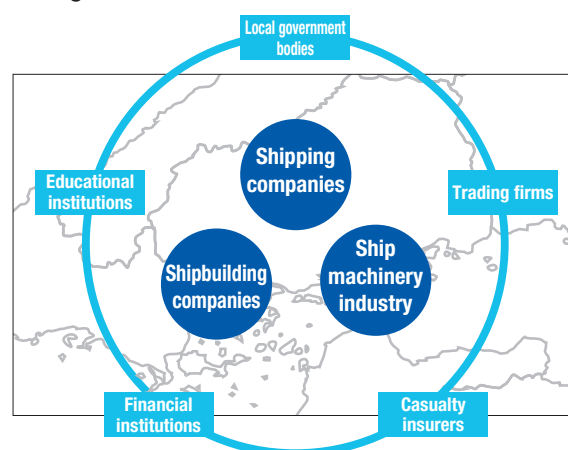 Local government
bodies
Shipping
companies
Educational
institutions
Trading firms
Shipbuilding
companies
Ship
machinery
industry
Financial
institutions
Casualty
insurers